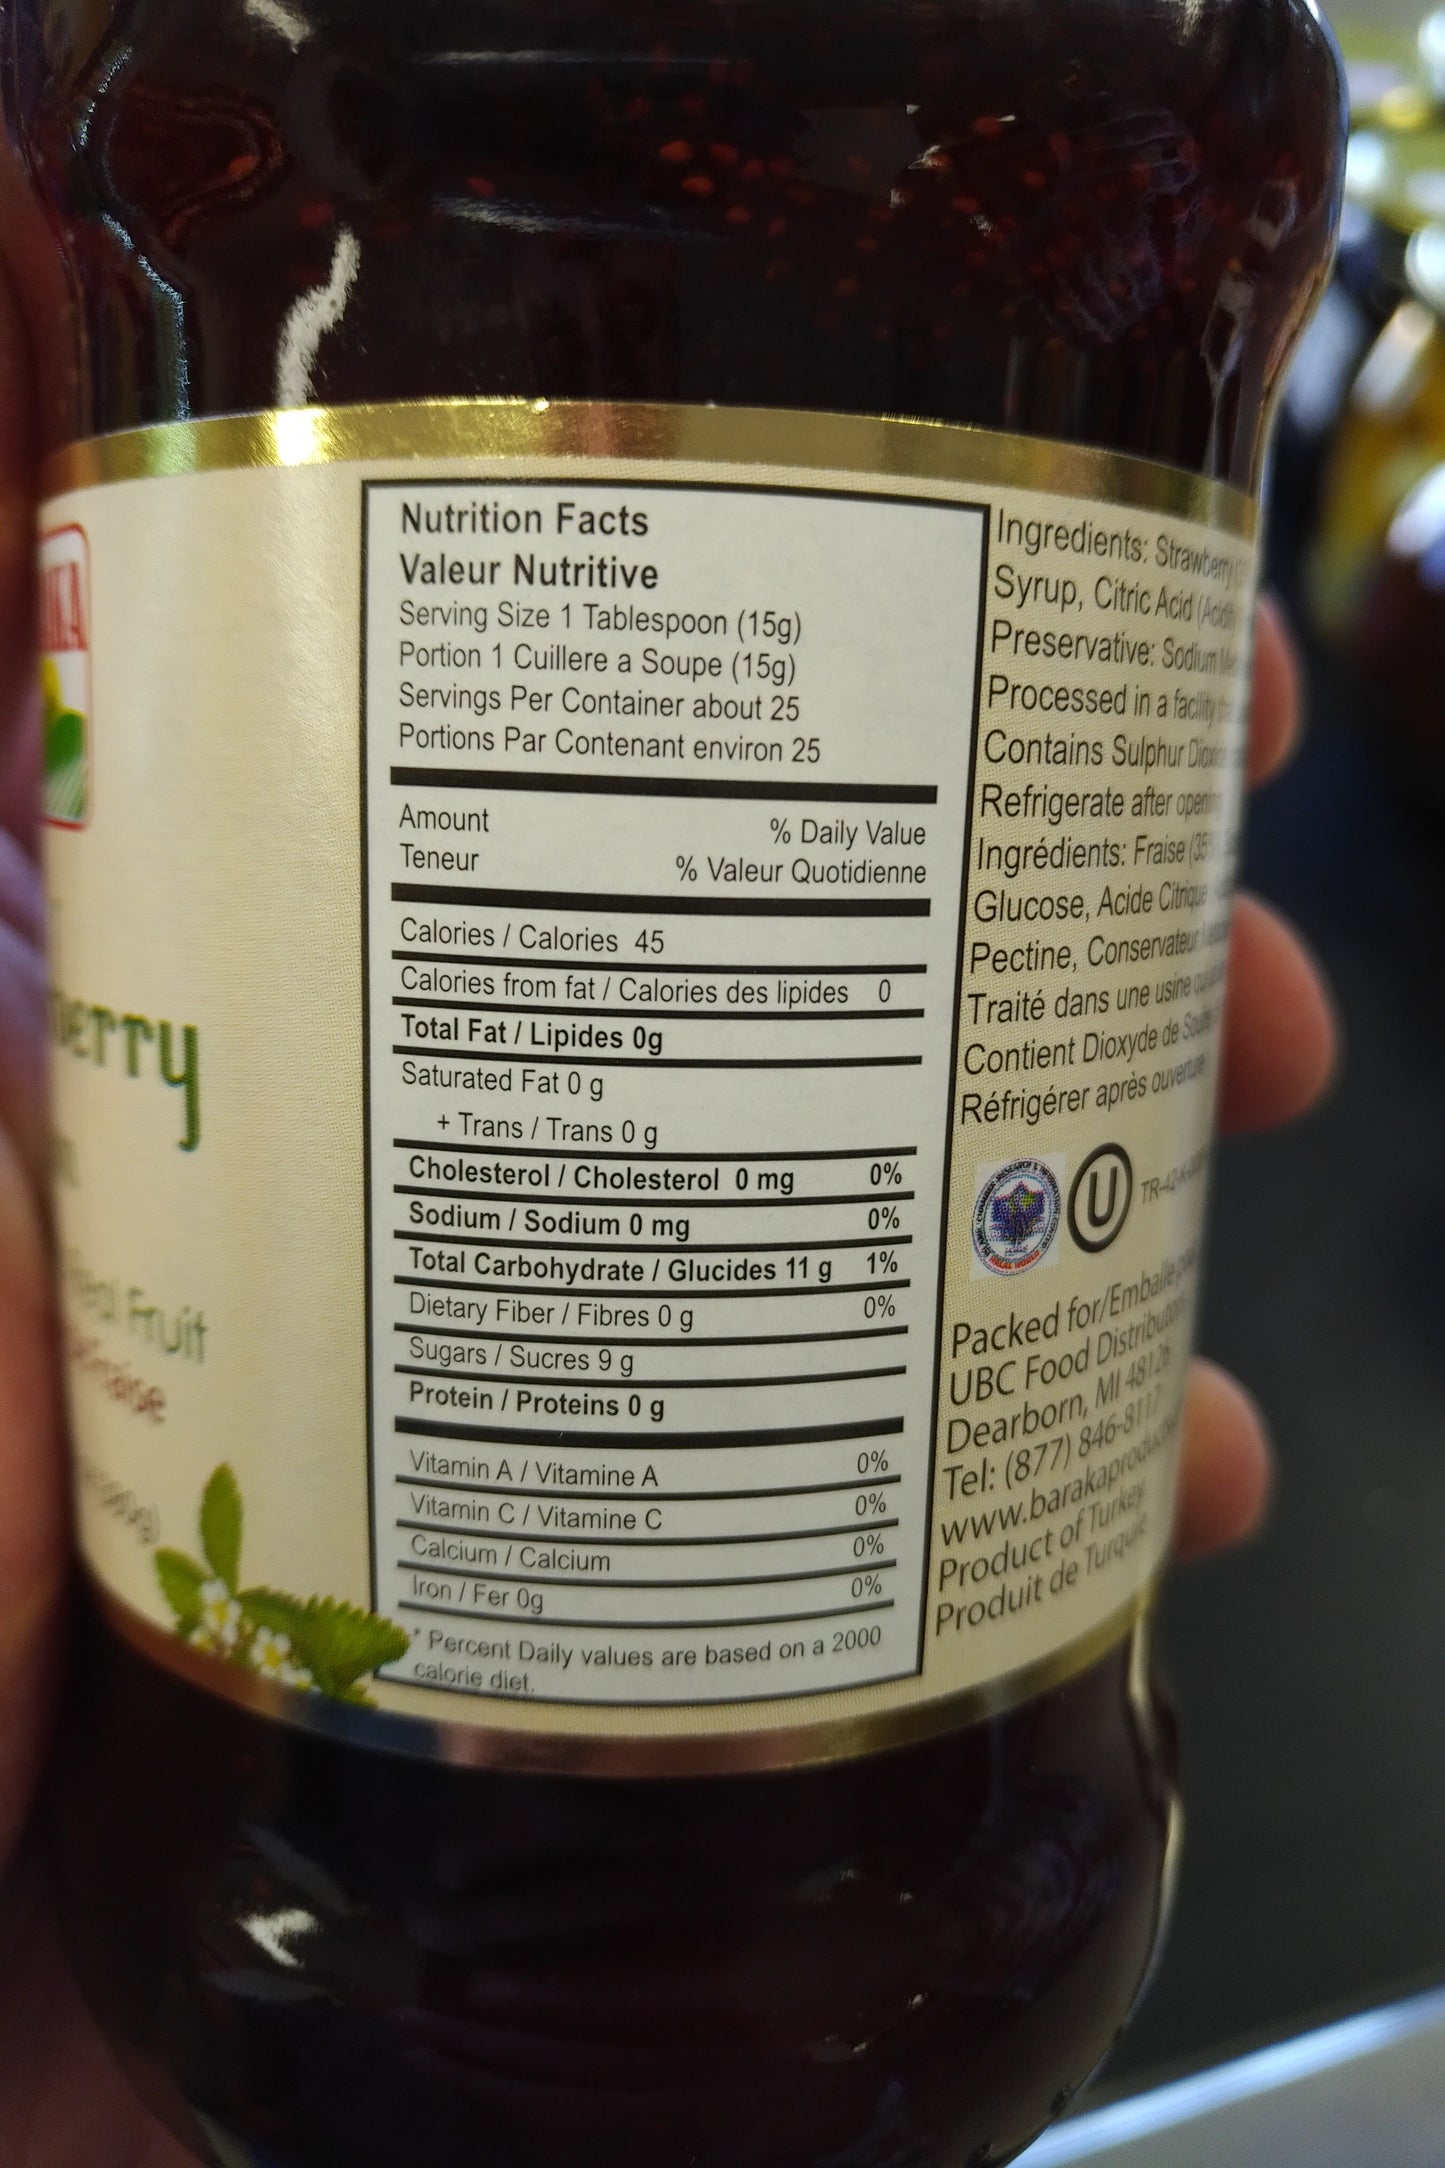 KA
berry
Fruit
Nutrition Facts
Valeur Nutritive
Serving Size 1 Tablespoon (15g)
Portion 1 Cuillere a Soupe (15g)
Servings Per Container about 25
Portions Par Contenant environ 25
Amount % Daily Value
Teneur % Valeur Quotidienne
Calories / Calories 45
Calories from fat / Calories des lipides 0
Total Fat / Lipides 0g
Saturated Fat 0 g
+ Trans / Trans 0 g
Cholesterol / Cholesterol 0 mg 0%
Sodium / Sodium 0 mg 0%
Total Carbohydrate / Glucides 11 g 1%
Dietary Fiber / Fibres 0 g 0%
Sugars / Sucres 9 g
Protein / Proteins 0 g
Vitamin A / Vitamine A 0%
Vitamin C / Vitamine C 0%
Calcium / Calcium 0%
Iron / Fer 0g 0%
* Percent Daily values are based on a 2000
calorie diet.
Ingredients: Strawberry
Syrup, Citric Acid
Preservative: Sodium
Processed in a facility
Contains Sulphur
Refrigerate after
Ingrédients: Fraise (35
Glucose, Acide Citrique
Pectine, Conservateur
Traité dans une usine
Contient Dioxyde de
Réfrigérer après ouverture
U
Packed for/Emballe
UBC Food
Dearborn, MI 48126
Tel: (877) 846-8117
www.barakaproducts
Product of Turkey
Produit de Turquie